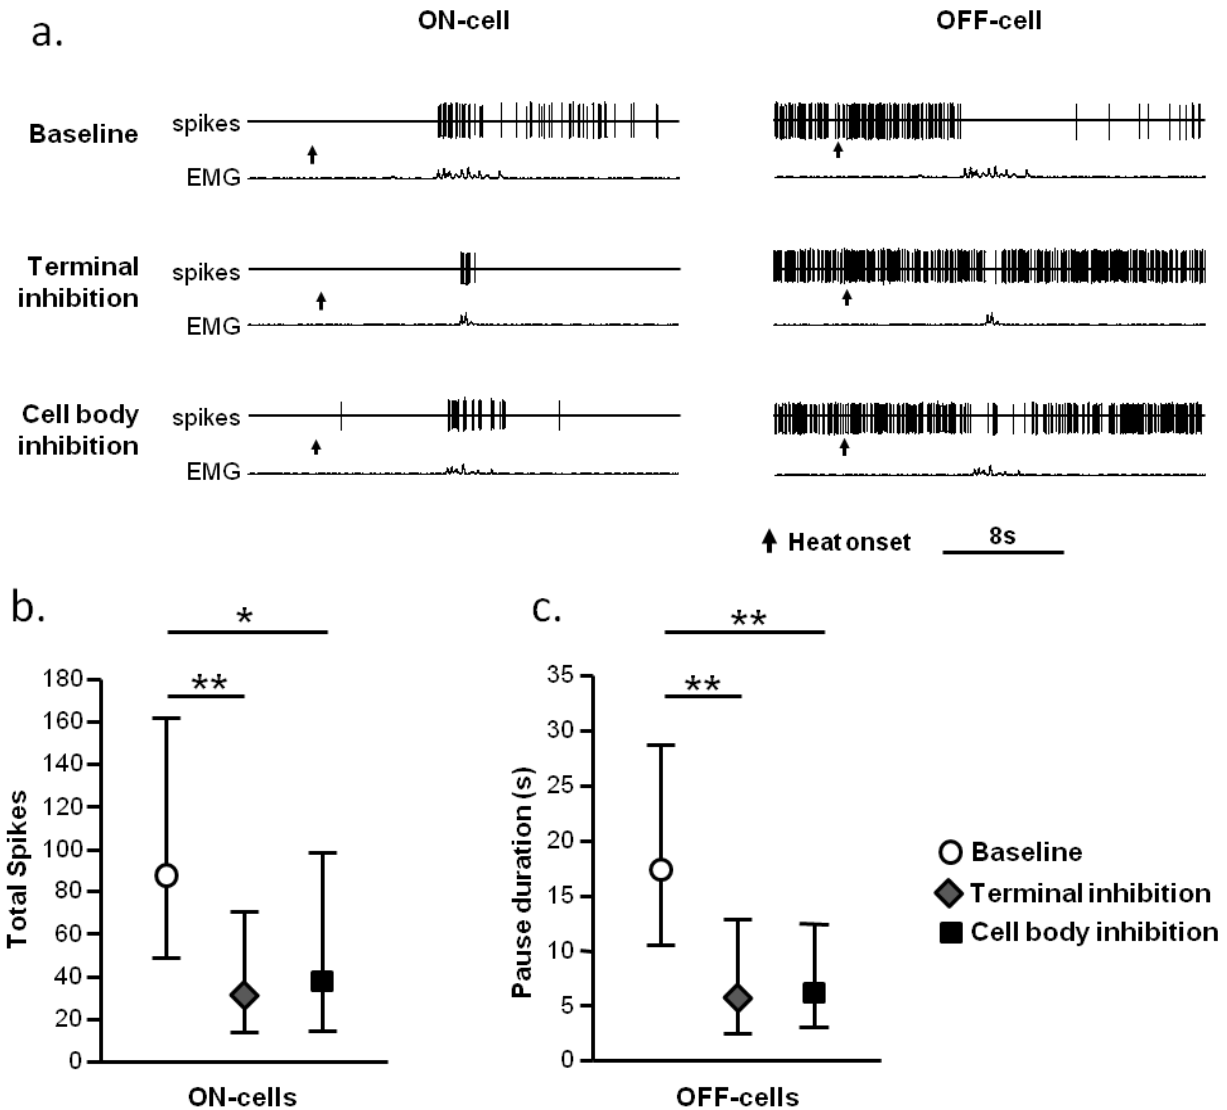 a.
ON-cell
OFF-cell
Baseline
spikes
EMG
Terminal
inhibition
spikes
EMG
Cell body
inhibition
spikes
EMG
Heat onset
8s
b.
*
**
180
160
140
120
100
80
60
40
20
0
Total Spikes
ON-cells
c.
**
**
35
30
25
20
15
10
5
0
Pause duration (s)
OFF-cells
Baseline
Terminal inhibition
Cell body inhibition